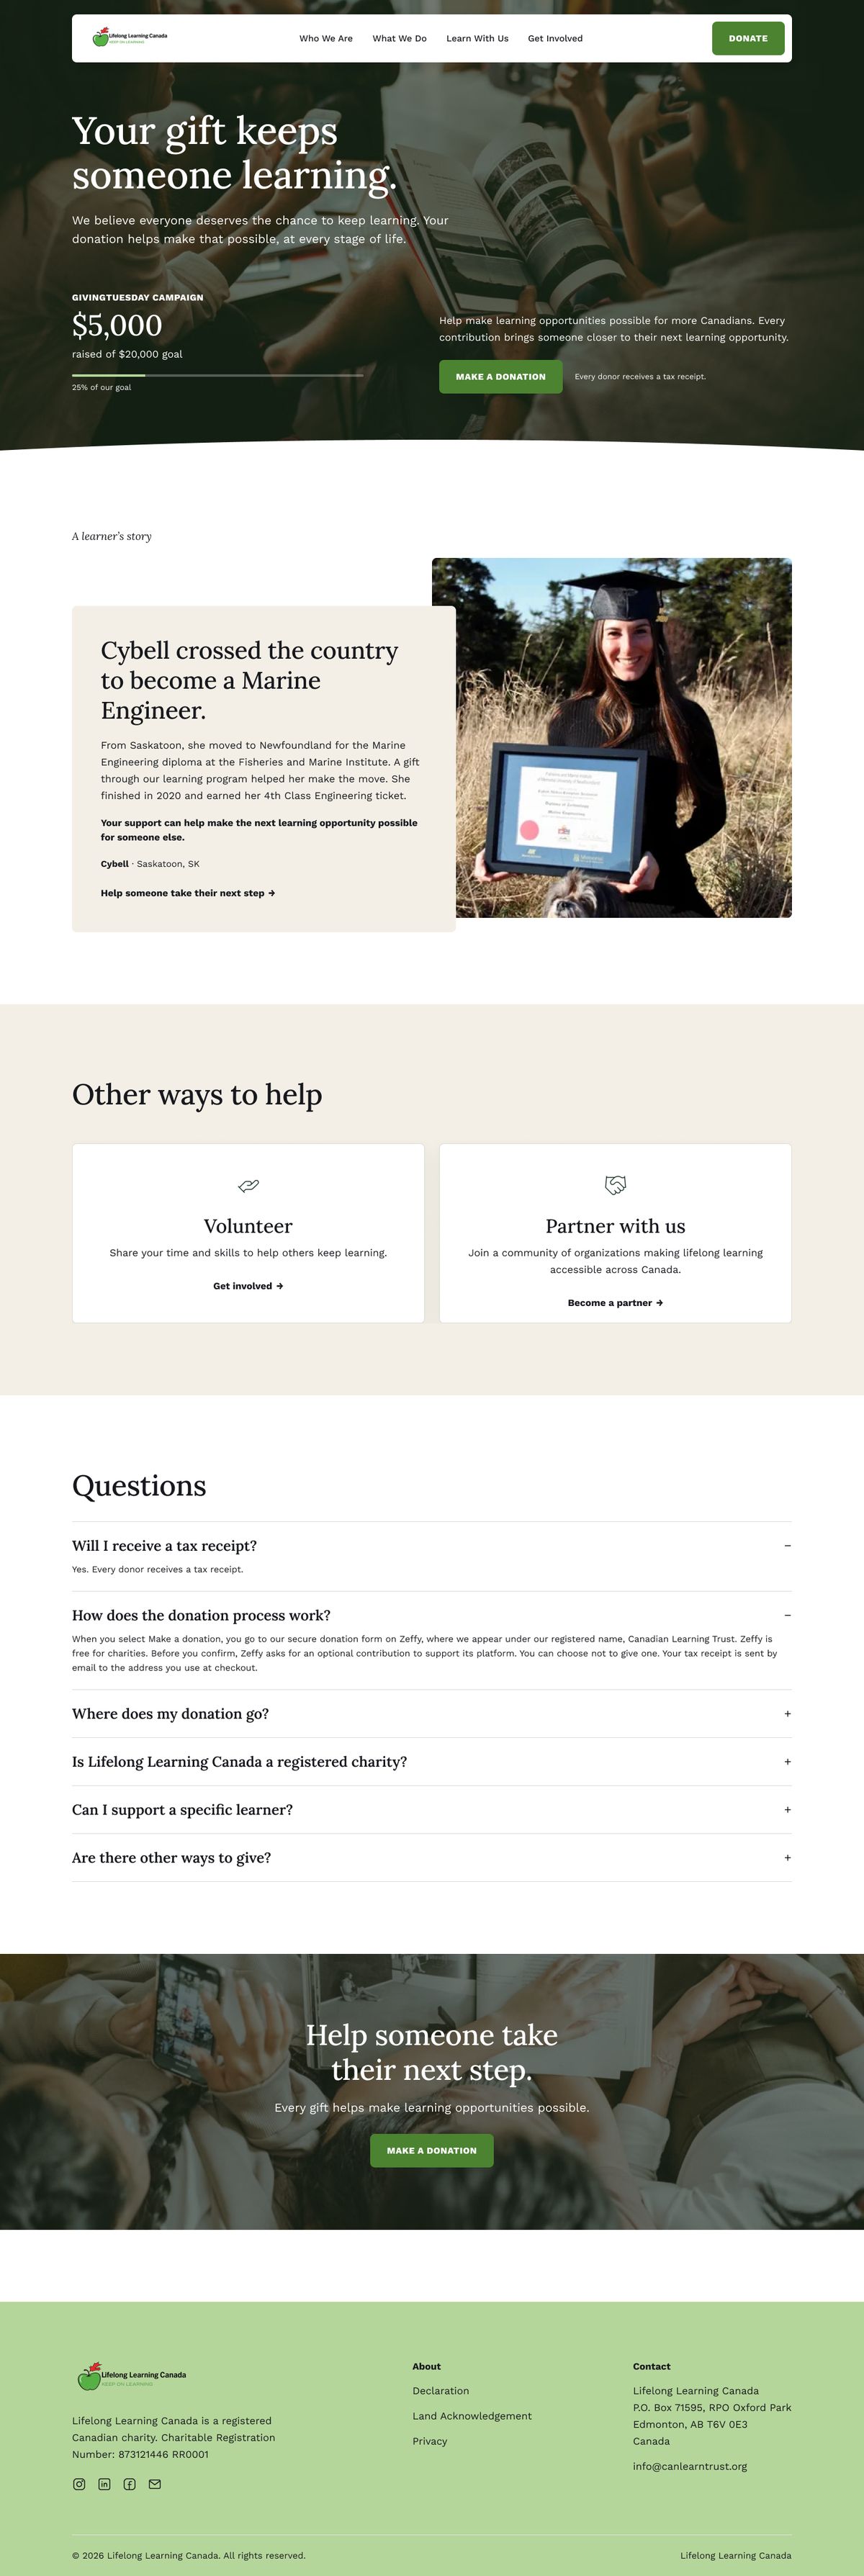 Lifelong Learning Canada
KEEP ON LEARNING
Who We Are
What We Do
Learn With Us
Get Involved
DONATE
Your gift keeps
someone learning.
We believe everyone deserves the chance to keep learning. Your
donation helps make that possible, at every stage of life.
GIVINGTUESDAY CAMPAIGN
$5,000
raised of $20,000 goal
25% of our goal
Help make learning opportunities possible for more Canadians. Every
contribution brings someone closer to their next learning opportunity.
MAKE A DONATION
Every donor receives a tax receipt.
A learner's story
Cybell crossed the country
to become a Marine
Engineer.
From Saskatoon, she moved to Newfoundland for the Marine
Engineering diploma at the Fisheries and Marine Institute. A gift
through our learning program helped her make the move. She
finished in 2020 and earned her 4th Class Engineering ticket.
Your support can help make the next learning opportunity possible
for someone else.
Cybell · Saskatoon, SK
Help someone take their next step →
Other ways to help
Volunteer
Share your time and skills to help others keep learning.
Get involved →
Partner with us
Join a community of organizations making lifelong learning
accessible across Canada.
Become a partner →
Questions
Will I receive a tax receipt? −
Yes. Every donor receives a tax receipt.
How does the donation process work? −
When you select Make a donation, you go to our secure donation form on Zeffy, where we appear under our registered name, Canadian Learning Trust. Zeffy is
free for charities. Before you confirm, Zeffy asks for an optional contribution to support its platform. You can choose not to give one. Your tax receipt is sent by
email to the address you use at checkout.
Where does my donation go? +
Is Lifelong Learning Canada a registered charity? +
Can I support a specific learner? +
Are there other ways to give? +
Help someone take
their next step.
Every gift helps make learning opportunities possible.
MAKE A DONATION
Lifelong Learning Canada
KEEP ON LEARNING
Lifelong Learning Canada is a registered
Canadian charity. Charitable Registration
Number: 873121446 RR0001
About
Declaration
Land Acknowledgement
Privacy
Contact
Lifelong Learning Canada
P.O. Box 71595, RPO Oxford Park
Edmonton, AB T6V 0E3
Canada
info@canlearntrust.org
© 2026 Lifelong Learning Canada. All rights reserved.
Lifelong Learning Canada